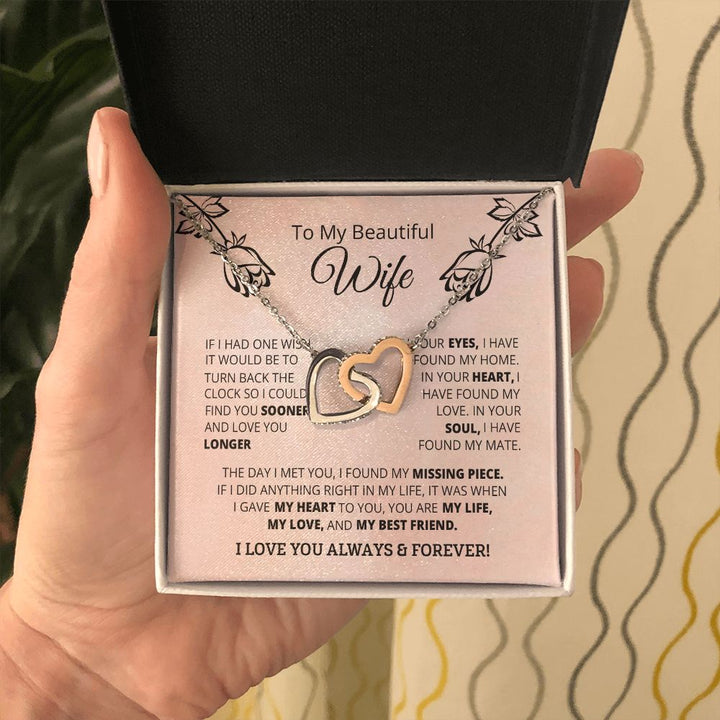 To My Beautiful
Wife
IF I HAD ONE WISH
IT WOULD BE TO
TURN BACK THE
CLOCK SO I COULD
FIND YOU SOONER
AND LOVE YOU
LONGER
YOUR EYES, I HAVE
FOUND MY HOME.
IN YOUR HEART, I
HAVE FOUND MY
LOVE. IN YOUR
SOUL, I HAVE
FOUND MY MATE.
THE DAY I MET YOU, I FOUND MY MISSING PIECE.
IF I DID ANYTHING RIGHT IN MY LIFE, IT WAS WHEN
I GAVE MY HEART TO YOU, YOU ARE MY LIFE,
MY LOVE, AND MY BEST FRIEND.
I LOVE YOU ALWAYS & FOREVER!